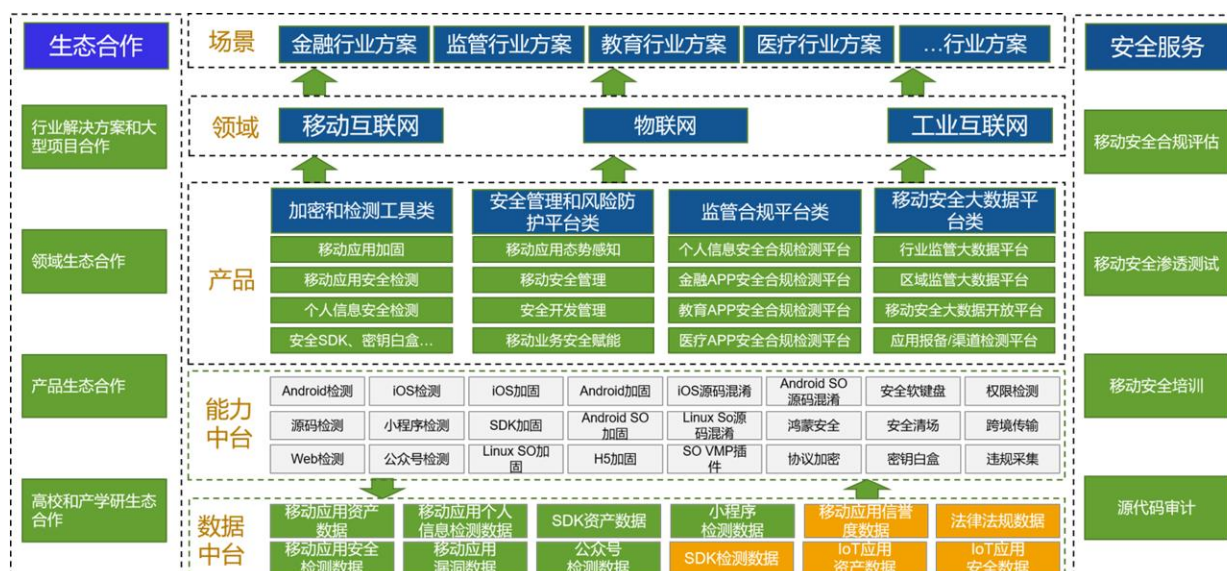 生态合作
行业解决方案和大
型项目合作
领域生态合作
产品生态合作
高校和产学研生态
合作
场景
金融行业方案
监管行业方案
教育行业方案
医疗行业方案
...行业方案
领域
移动互联网
物联网
工业互联网
产品
加密和检测工具类
移动应用加固
移动应用安全检测
个人信息安全检测
安全SDK、密钥白盒...
安全管理和风险防
护平台类
移动应用态势感知
移动安全管理
安全开发管理
移动业务安全赋能
监管合规平台类
个人信息安全合规检测平台
金融APP安全合规检测平台
教育APP安全合规检测平台
医疗APP安全合规检测平台
移动安全大数据平
台类
行业监管大数据平台
区域监管大数据平台
移动安全大数据开放平台
应用报备/渠道检测平台
能力
中台
Android检测
iOS检测
iOS加固
Android加固
iOS源码混淆
Android SO
源码混淆
安全软键盘
权限检测
源码检测
小程序检测
SDK加固
Android SO
加固
Linux So源
码混淆
鸿蒙安全
安全清场
跨境传输
Web检测
公众号检测
Linux SO加
固
H5加固
SO VMP插
件
协议加密
密钥白盒
违规采集
数据
中台
移动应用资产
数据
移动应用个人
信息检测数据
SDK资产数据
小程序
检测数据
移动应用信誉
度数据
法律法规数据
移动应用安全
检测数据
移动应用
漏洞数据
公众号
检测数据
SDK检测数据
IoT应用
资产数据
IoT应用
安全数据
安全服务
移动安全合规评估
移动安全渗透测试
移动安全培训
源代码审计